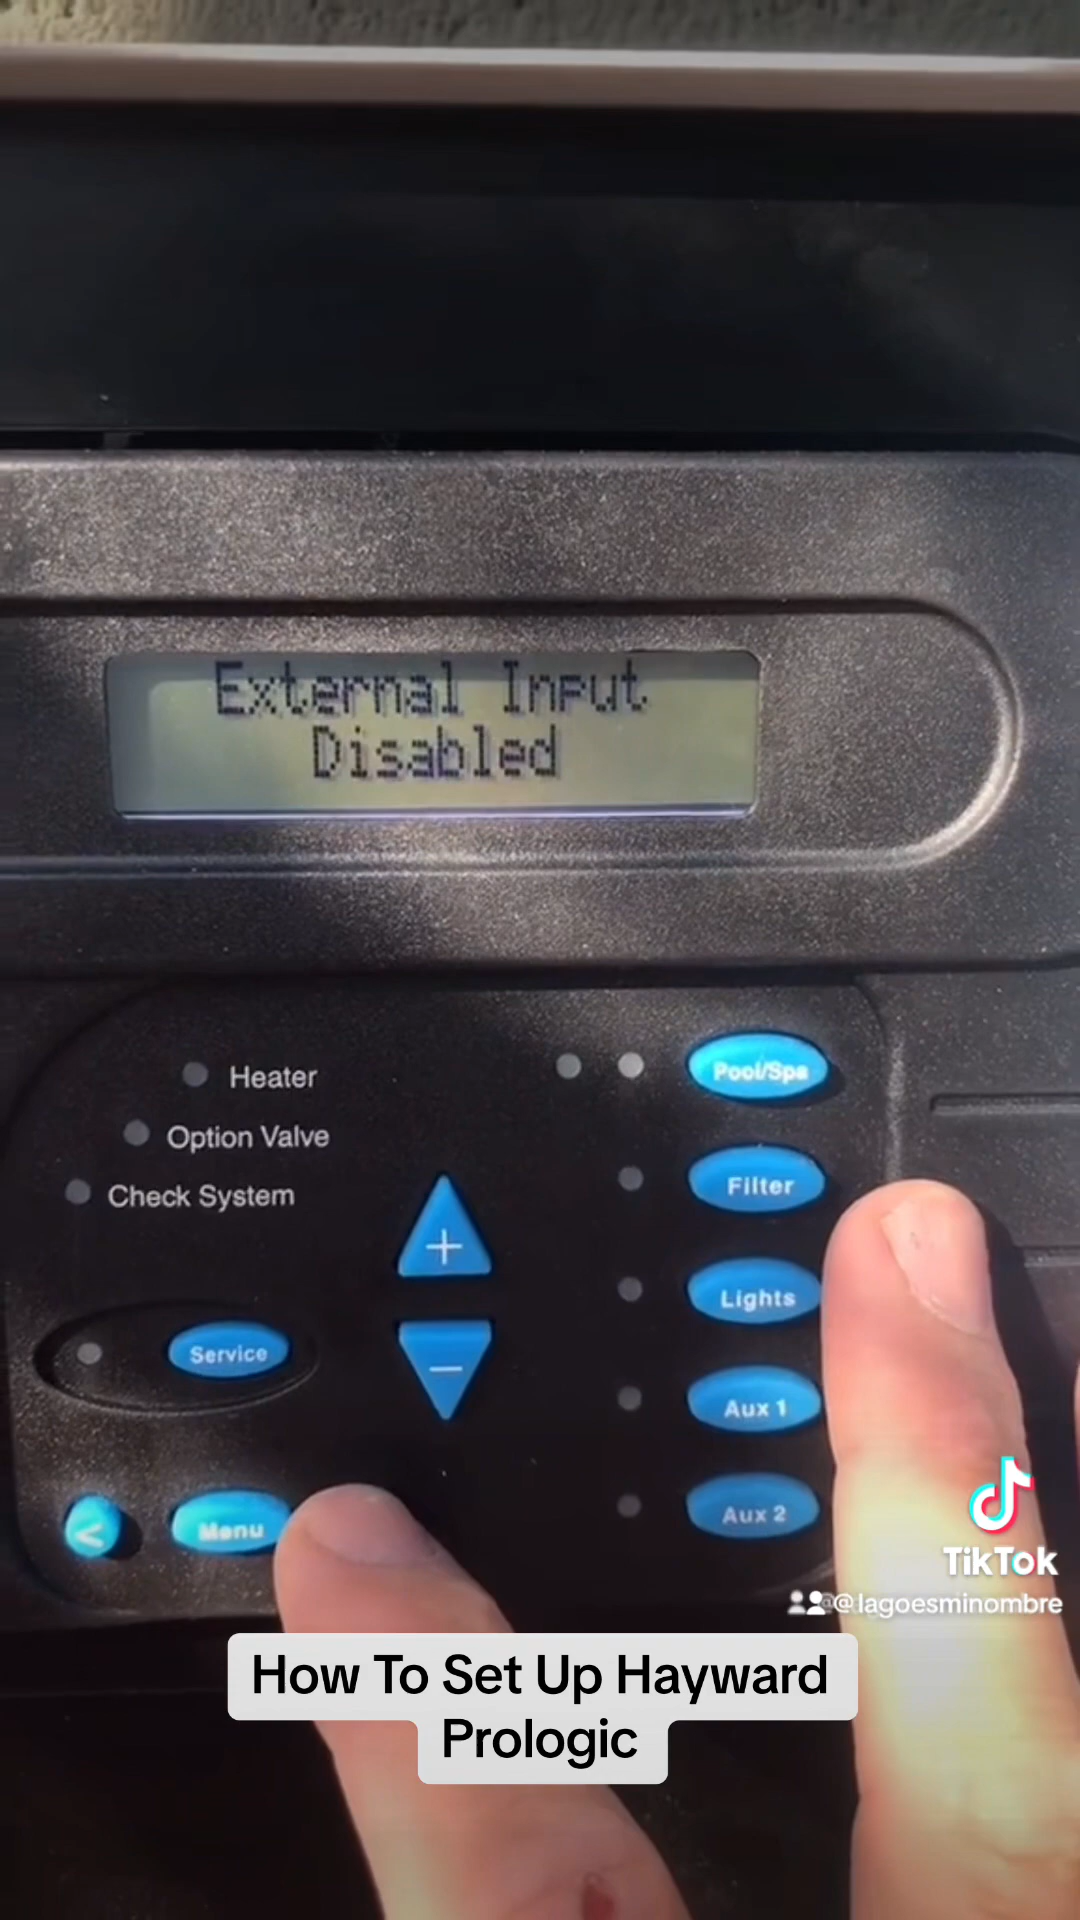 External Input
Disabled
Heater
Option Valve
Check System
Pool/Spa
Filter
Lights
Aux 1
Aux 2
+
−
Service
<
Menu
TikTok
@lagoesminombre
How To Set Up Hayward
Prologic